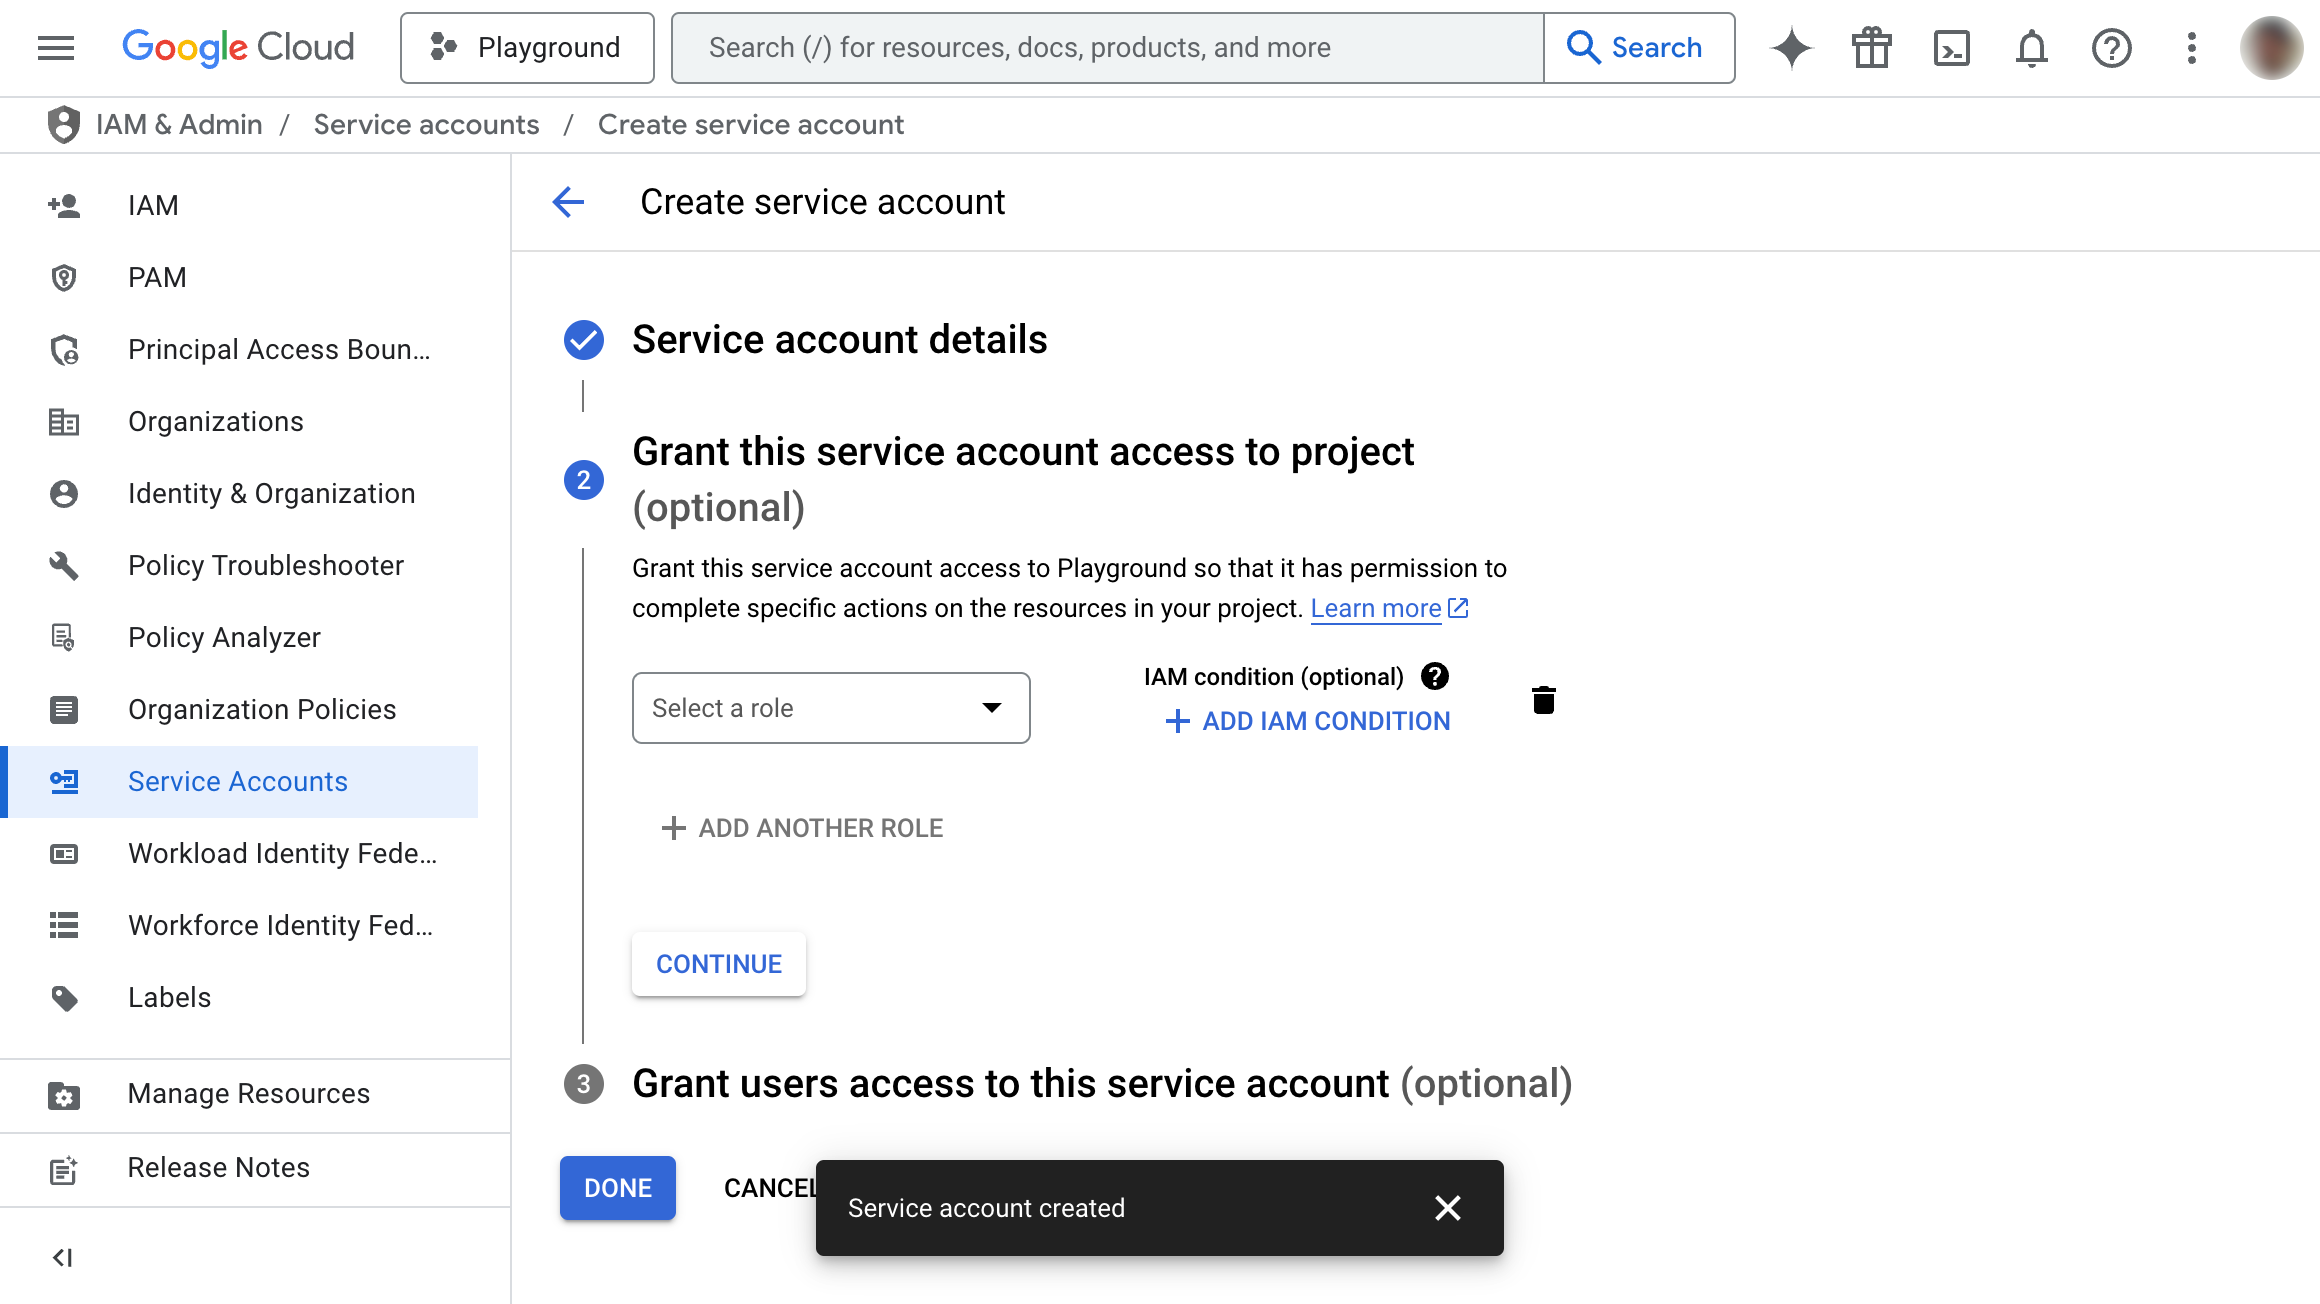 Google Cloud
Playground
Search (/) for resources, docs, products, and more
Search
IAM & Admin / Service accounts / Create service account
IAM
PAM
Principal Access Boun...
Organizations
Identity & Organization
Policy Troubleshooter
Policy Analyzer
Organization Policies
Service Accounts
Workload Identity Fede...
Workforce Identity Fed...
Labels
Manage Resources
Release Notes
Create service account
Service account details
2
Grant this service account access to project
(optional)
Grant this service account access to Playground so that it has permission to
complete specific actions on the resources in your project. Learn more
Select a role
IAM condition (optional)
+ ADD IAM CONDITION
+ ADD ANOTHER ROLE
CONTINUE
3
Grant users access to this service account (optional)
DONE
CANCEL
Service account created